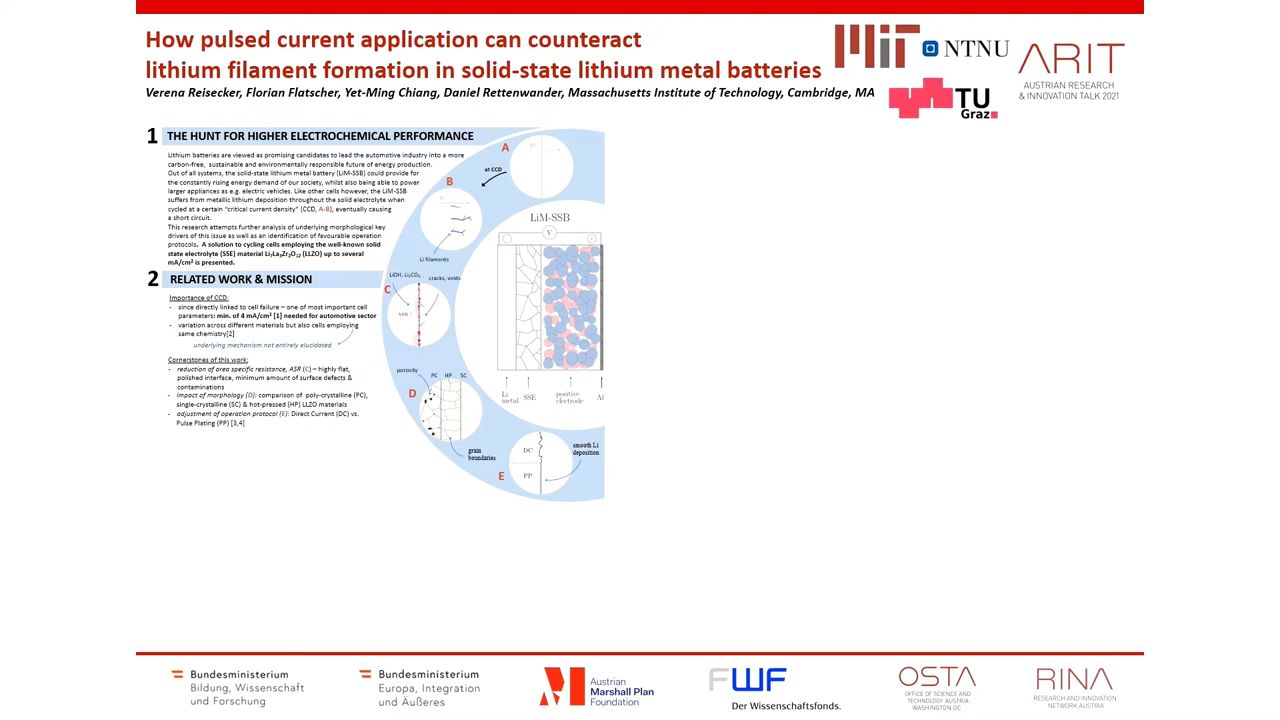 How pulsed current application can counteract
lithium filament formation in solid-state lithium metal batteries
Verena Reisecker, Florian Flatscher, Yet-Ming Chiang, Daniel Rettenwander, Massachusetts Institute of Technology, Cambridge, MA
MIT
NTNU
TU
Graz
ARIT
AUSTRIAN RESEARCH
& INNOVATION TALK 2021
1 THE HUNT FOR HIGHER ELECTROCHEMICAL PERFORMANCE
Lithium batteries are viewed as promising candidates to lead the automotive industry into a more
carbon-free, sustainable and environmentally responsible future of energy production.
Out of all systems, the solid-state lithium metal battery (LiM-SSB) could provide for
the constantly rising energy demand of our society, whilst also being able to power
larger appliances as e.g. electric vehicles. Like other cells however, the LiM-SSB
suffers from metallic lithium deposition throughout the solid electrolyte when
cycled at a certain "critical current density" (CCD, A-B), eventually causing
a short circuit.
This research attempts further analysis of underlying morphological key
drivers of this issue as well as an identification of favourable operation
protocols. A solution to cycling cells employing the well-known solid
state electrolyte (SSE) material Li₇La₃Zr₂O₁₂ (LLZO) up to several
mA/cm² is presented.
2 RELATED WORK & MISSION
Importance of CCD:
- since directly linked to cell failure – one of most important cell
parameters: min. of 4 mA/cm² [1] needed for automotive sector
- variation across different materials but also cells employing
same chemistry[2]
underlying mechanism not entirely elucidated
Cornerstones of this work:
- reduction of area specific resistance, ASR (C) – highly flat,
polished interface, minimum amount of surface defects &
contaminations
- impact of morphology (D): comparison of poly-crystalline (PC),
single-crystalline (SC) & hot-pressed (HP) LLZO materials
- adjustment of operation protocol (E): Direct Current (DC) vs.
Pulse Plating (PP) [3,4]
A
at CCD
B
Li filaments
LiOH, Li₂CO₃
cracks, voids
C
ASR
porosity
PC HP SC
D
grain
boundaries
E
DC
PP
smooth Li
deposition
LiM-SSB
V
Li
metal
SSE
positive
electrode
Al
Bundesministerium
Bildung, Wissenschaft
und Forschung
Bundesministerium
Europa, Integration
und Äußeres
Austrian
Marshall Plan
Foundation
FWF
Der Wissenschaftsfonds.
OSTA
OFFICE OF SCIENCE AND
TECHNOLOGY AUSTRIA
WASHINGTON, DC
RINA
RESEARCH AND INNOVATION
NETWORK AUSTRIA